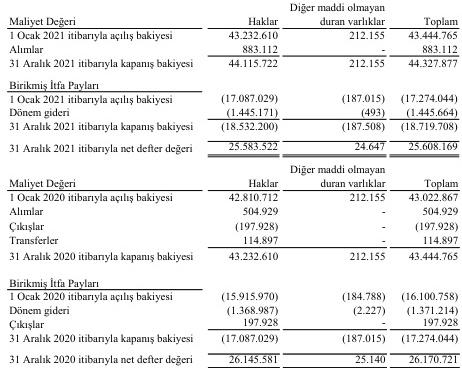 Diğer maddi olmayan
Maliyet Değeri Haklar duran varlıklar Toplam
1 Ocak 2021 itibarıyla açılış bakiyesi 43.232.610 212.155 43.444.765
Alımlar 883.112 - 883.112
31 Aralık 2021 itibarıyla kapanış bakiyesi 44.115.722 212.155 44.327.877
Birikmiş İtfa Payları
1 Ocak 2021 itibarıyla açılış bakiyesi (17.087.029) (187.015) (17.274.044)
Dönem gideri (1.445.171) (493) (1.445.664)
31 Aralık 2021 itibarıyla kapanış bakiyesi (18.532.200) (187.508) (18.719.708)
31 Aralık 2021 itibarıyla net defter değeri 25.583.522 24.647 25.608.169
Diğer maddi olmayan
Maliyet Değeri Haklar duran varlıklar Toplam
1 Ocak 2020 itibarıyla açılış bakiyesi 42.810.712 212.155 43.022.867
Alımlar 504.929 - 504.929
Çıkışlar (197.928) - (197.928)
Transferler 114.897 - 114.897
31 Aralık 2020 itibarıyla kapanış bakiyesi 43.232.610 212.155 43.444.765
Birikmiş İtfa Payları
1 Ocak 2020 itibarıyla açılış bakiyesi (15.915.970) (184.788) (16.100.758)
Dönem gideri (1.368.987) (2.227) (1.371.214)
Çıkışlar 197.928 - 197.928
31 Aralık 2020 itibarıyla kapanış bakiyesi (17.087.029) (187.015) (17.274.044)
31 Aralık 2020 itibarıyla net defter değeri 26.145.581 25.140 26.170.721